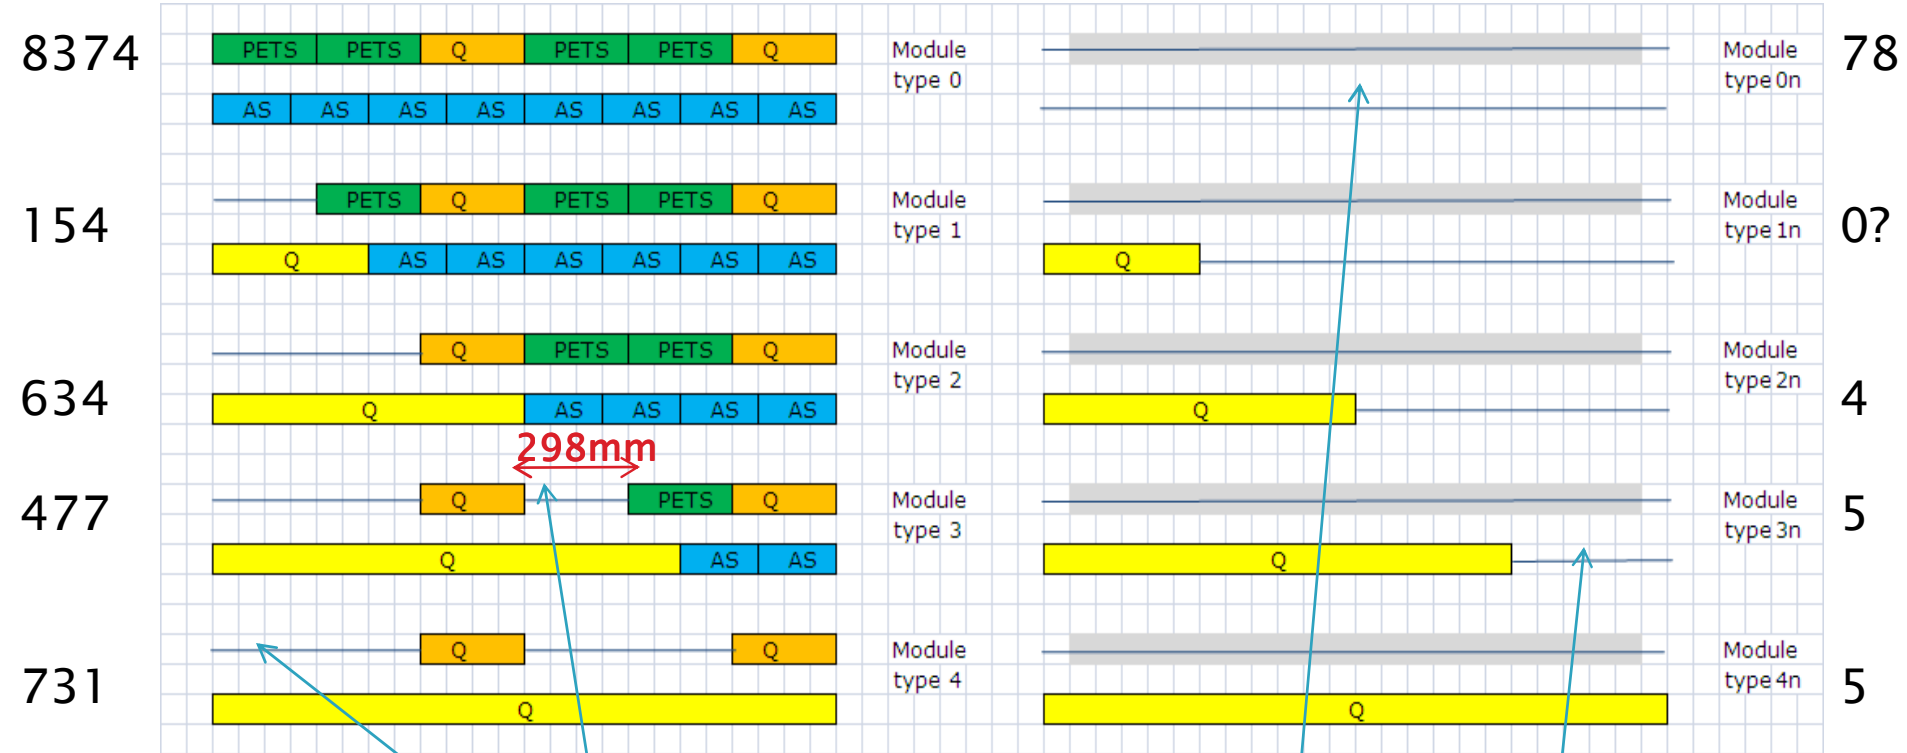 8374 PETS PETS Q PETS PETS Q Module type 0 Module type 0n 78
AS AS AS AS AS AS AS AS
154 PETS Q PETS PETS Q Module type 1 Module type 1n 0?
Q AS AS AS AS AS AS Q
634 Q PETS PETS Q Module type 2 Module type 2n 4
Q AS AS AS AS Q
298mm
477 Q PETS Q Module type 3 Module type 3n 5
Q AS AS Q
731 Q Q Module type 4 Module type 4n 5
Q Q